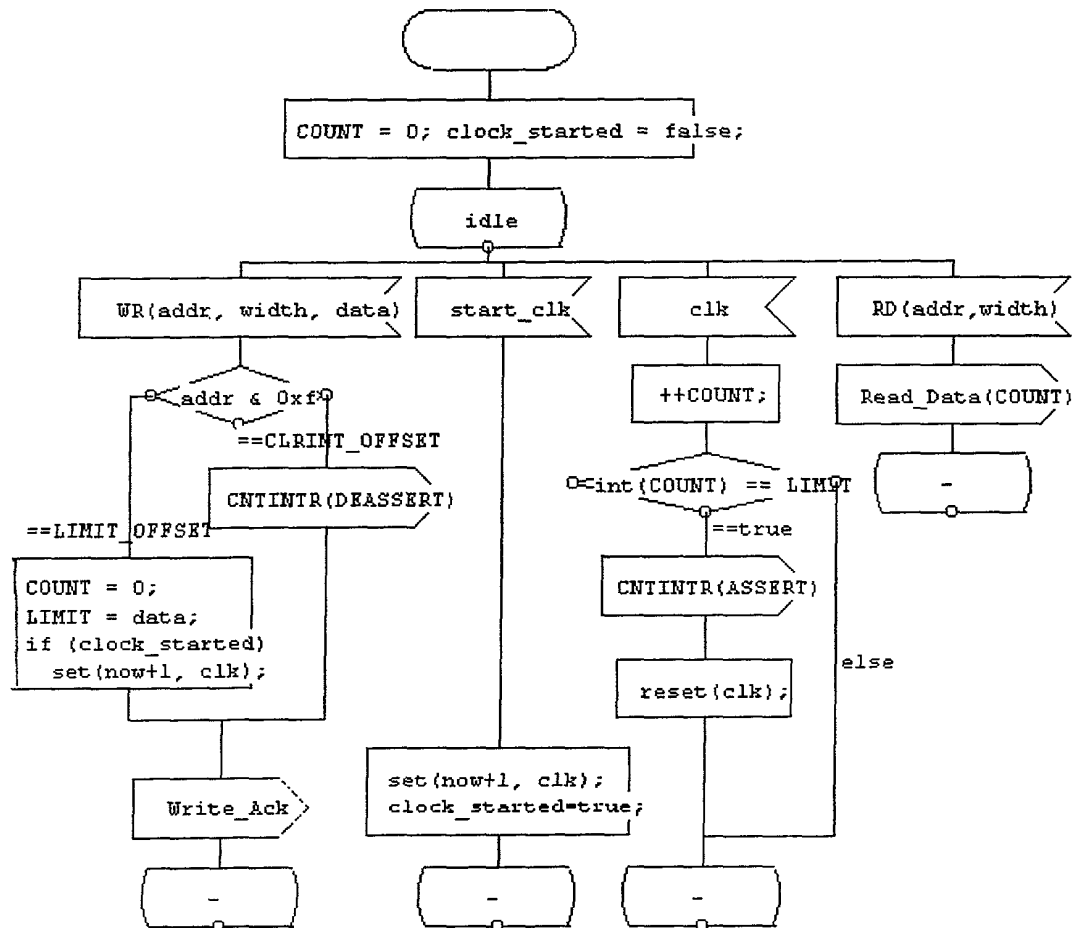 COUNT = 0; clock_started = false;
idle
WR(addr, width, data)
start_clk
clk
RD(addr,width)
addr & 0xf
++COUNT;
Read_Data(COUNT)
==CLRINT_OFFSET
int(COUNT) == LIMIT
-
CNTINTR(DEASSERT)
==LIMIT_OFFSET
==true
COUNT = 0;
LIMIT = data;
if (clock_started)
set(now+1, clk);
CNTINTR(ASSERT)
else
reset(clk);
set(now+1, clk);
clock_started=true;
Write_Ack
-
-
-